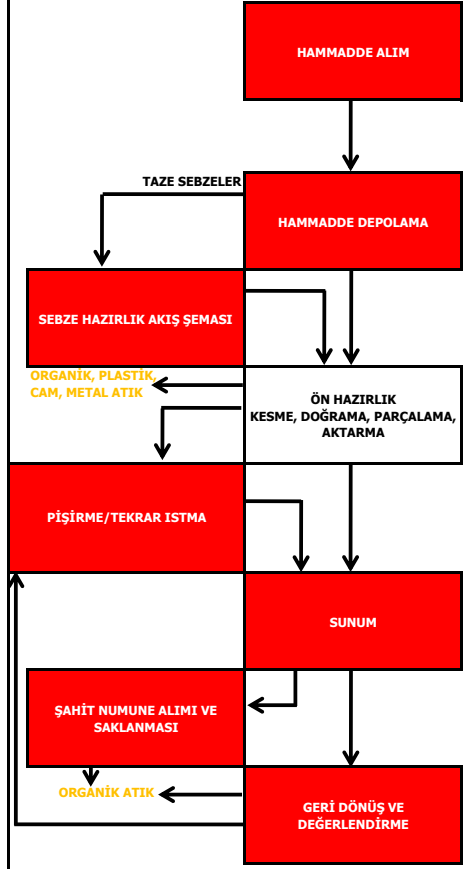 HAMMADDE ALIM
TAZE SEBZELER
HAMMADDE DEPOLAMA
SEBZE HAZIRLIK AKIŞ ŞEMASI
ORGANİK, PLASTİK,
CAM, METAL ATIK
ÖN HAZIRLIK
KESME, DOĞRAMA, PARÇALAMA,
AKTARMA
PİŞİRME/TEKRAR ISTMA
SUNUM
ŞAHİT NUMUNE ALIMI VE
SAKLANMASI
ORGANİK ATIK
GERİ DÖNÜŞ VE
DEĞERLENDİRME